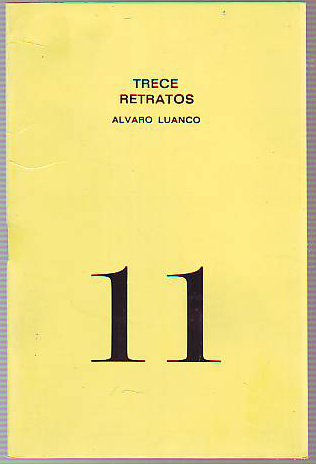 TRECE
RETRATOS
ALVARO LUANCO
11